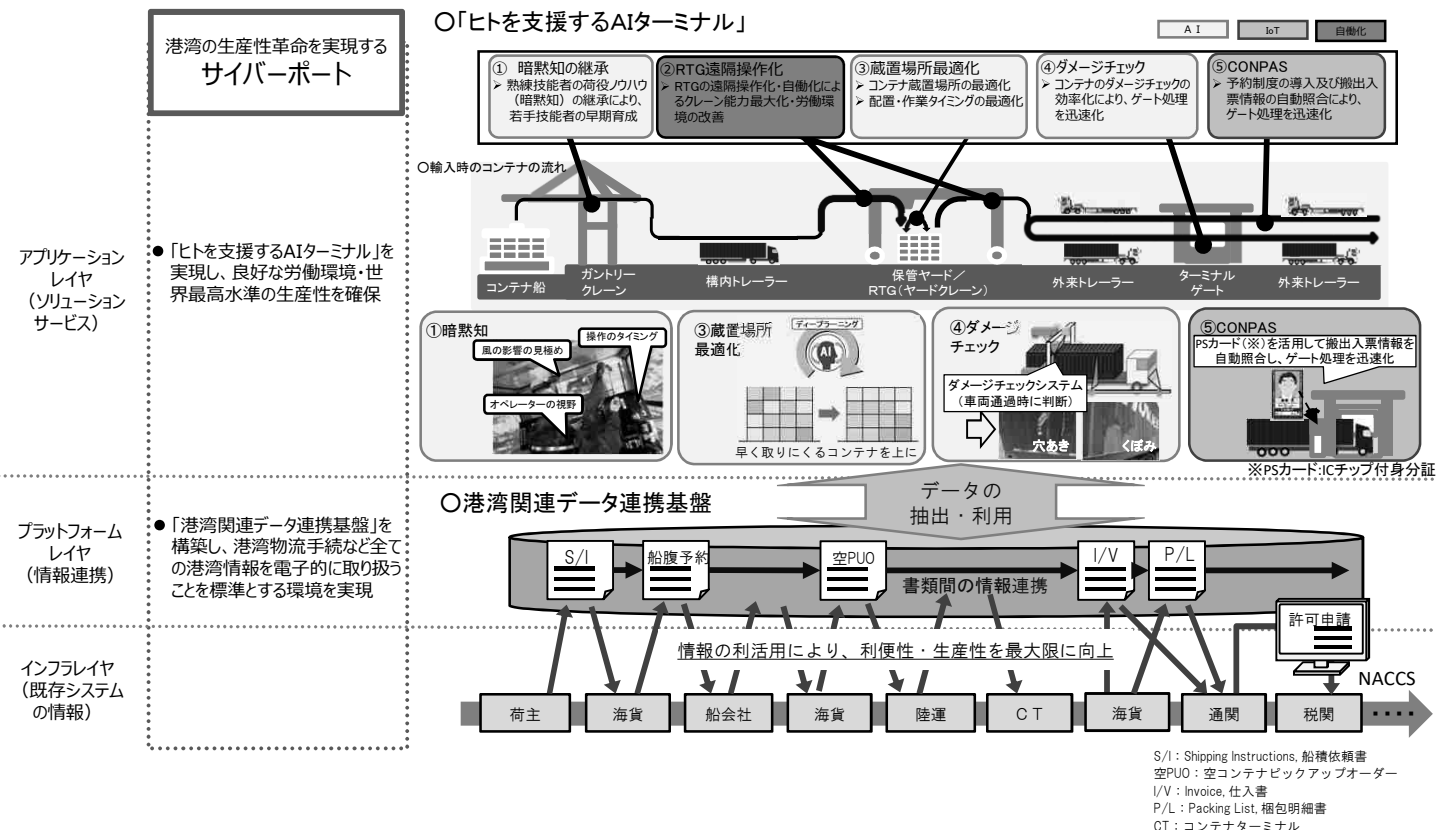 港湾の生産性革命を実現する
サイバーポート
アプリケーション
レイヤ
（ソリューション
サービス）
●「ヒトを支援するAIターミナル」を
実現し、良好な労働環境・世
界最高水準の生産性を確保
プラットフォーム
レイヤ
（情報連携）
●「港湾関連データ連携基盤」を
構築し、港湾物流手続など全て
の港湾情報を電子的に取り扱う
ことを標準とする環境を実現
インフラレイヤ
（既存システム
の情報）
〇「ヒトを支援するAIターミナル」
ＡＩ
IoT
自働化
① 暗黙知の継承
➢ 熟練技能者の荷役ノウハウ
（暗黙知）の継承により、
若手技能者の早期育成
②RTG遠隔操作化
➢ RTGの遠隔操作化・自働化によ
るクレーン能力最大化・労働環
境の改善
③蔵置場所最適化
➢ コンテナ蔵置場所の最適化
➢ 配置・作業タイミングの最適化
④ダメージチェック
➢ コンテナのダメージチェックの
効率化により、ゲート処理
を迅速化
⑤CONPAS
➢ 予約制度の導入及び搬出入
票情報の自動照合により、
ゲート処理を迅速化
〇輸入時のコンテナの流れ
コンテナ船
ガントリー
クレーン
構内トレーラー
保管ヤード／
RTG（ヤードクレーン）
外来トレーラー
ターミナル
ゲート
外来トレーラー
①暗黙知
操作のタイミング
風の影響の見極め
オペレーターの視野
③蔵置場所
最適化
ディープラーニング
AI
早く取りにくるコンテナを上に
④ダメージ
チェック
ダメージチェックシステム
（車両通過時に判断）
穴あき
くぼみ
⑤CONPAS
PSカード（※）を活用して搬出入票情報を
自動照合し、ゲート処理を迅速化
※PSカード:ICチップ付身分証
〇港湾関連データ連携基盤
データの
抽出・利用
S/I
船腹予約
空PUO
I/V
P/L
書類間の情報連携
許可申請
情報の利活用により、利便性・生産性を最大限に向上
NACCS
荷主
海貨
船会社
海貨
陸運
ＣＴ
海貨
通関
税関
S/I：Shipping Instructions, 船積依頼書
空PUO：空コンテナピックアップオーダー
I/V：Invoice, 仕入書
P/L：Packing List, 梱包明細書
CT：コンテナターミナル